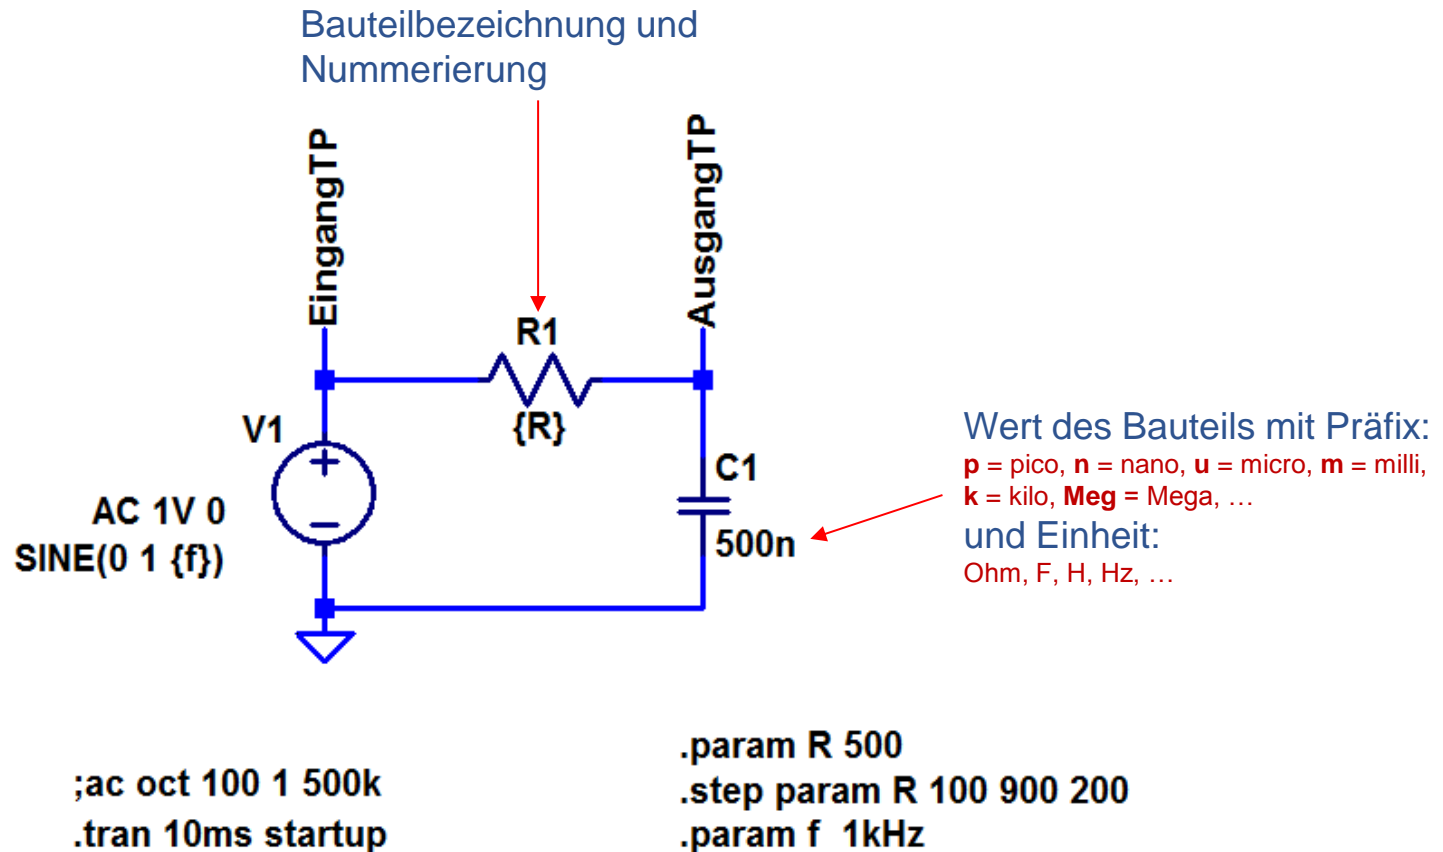 Bauteilbezeichnung und
Nummerierung
EingangTP
AusgangTP
R1
{R}
V1
AC 1V 0
SINE(0 1 {f})
C1
500n
Wert des Bauteils mit Präfix:
p = pico, n = nano, u = micro, m = milli,
k = kilo, Meg = Mega, …
und Einheit:
Ohm, F, H, Hz, …
;ac oct 100 1 500k
.tran 10ms startup
.param R 500
.step param R 100 900 200
.param f  1kHz